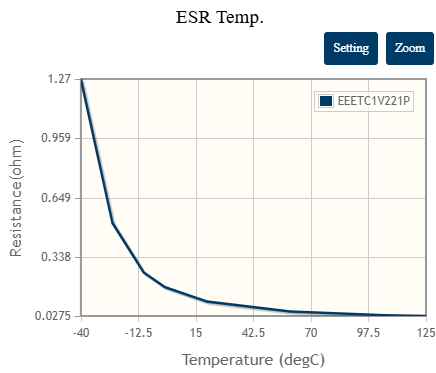 ESR Temp.
Setting Zoom
1.27
EEETC1V221P
0.959
0.649
0.338
0.0275
Resistance(ohm)
-40 -12.5 15 42.5 70 97.5 125
Temperature (degC)